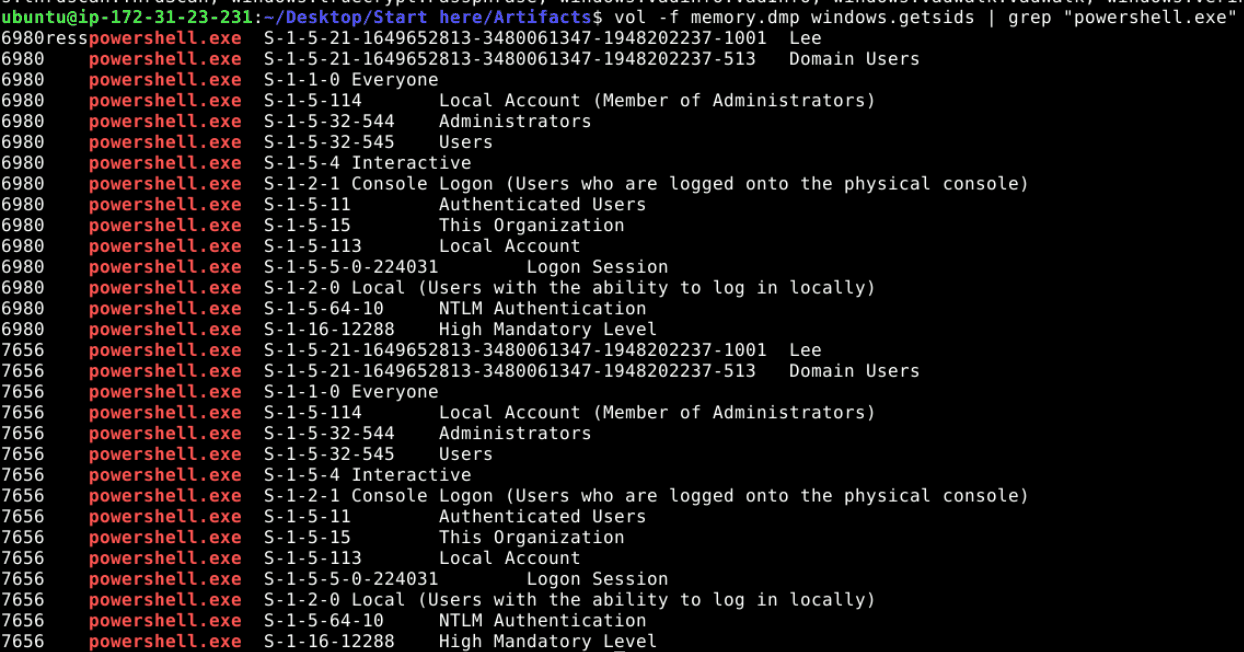 ubuntu@ip-172-31-23-231:~/Desktop/Start here/Artifacts$ vol -f memory.dmp windows.getsids | grep "powershell.exe"
6980resspowershell.exe  S-1-5-21-1649652813-3480061347-1948202237-1001  Lee
6980    powershell.exe  S-1-5-21-1649652813-3480061347-1948202237-513   Domain Users
6980    powershell.exe  S-1-1-0 Everyone
6980    powershell.exe  S-1-5-114       Local Account (Member of Administrators)
6980    powershell.exe  S-1-5-32-544    Administrators
6980    powershell.exe  S-1-5-32-545    Users
6980    powershell.exe  S-1-5-4 Interactive
6980    powershell.exe  S-1-2-1 Console Logon (Users who are logged onto the physical console)
6980    powershell.exe  S-1-5-11        Authenticated Users
6980    powershell.exe  S-1-5-15        This Organization
6980    powershell.exe  S-1-5-113       Local Account
6980    powershell.exe  S-1-5-5-0-224031        Logon Session
6980    powershell.exe  S-1-2-0 Local (Users with the ability to log in locally)
6980    powershell.exe  S-1-5-64-10     NTLM Authentication
6980    powershell.exe  S-1-16-12288    High Mandatory Level
7656    powershell.exe  S-1-5-21-1649652813-3480061347-1948202237-1001  Lee
7656    powershell.exe  S-1-5-21-1649652813-3480061347-1948202237-513   Domain Users
7656    powershell.exe  S-1-1-0 Everyone
7656    powershell.exe  S-1-5-114       Local Account (Member of Administrators)
7656    powershell.exe  S-1-5-32-544    Administrators
7656    powershell.exe  S-1-5-32-545    Users
7656    powershell.exe  S-1-5-4 Interactive
7656    powershell.exe  S-1-2-1 Console Logon (Users who are logged onto the physical console)
7656    powershell.exe  S-1-5-11        Authenticated Users
7656    powershell.exe  S-1-5-15        This Organization
7656    powershell.exe  S-1-5-113       Local Account
7656    powershell.exe  S-1-5-5-0-224031        Logon Session
7656    powershell.exe  S-1-2-0 Local (Users with the ability to log in locally)
7656    powershell.exe  S-1-5-64-10     NTLM Authentication
7656    powershell.exe  S-1-16-12288    High Mandatory Level